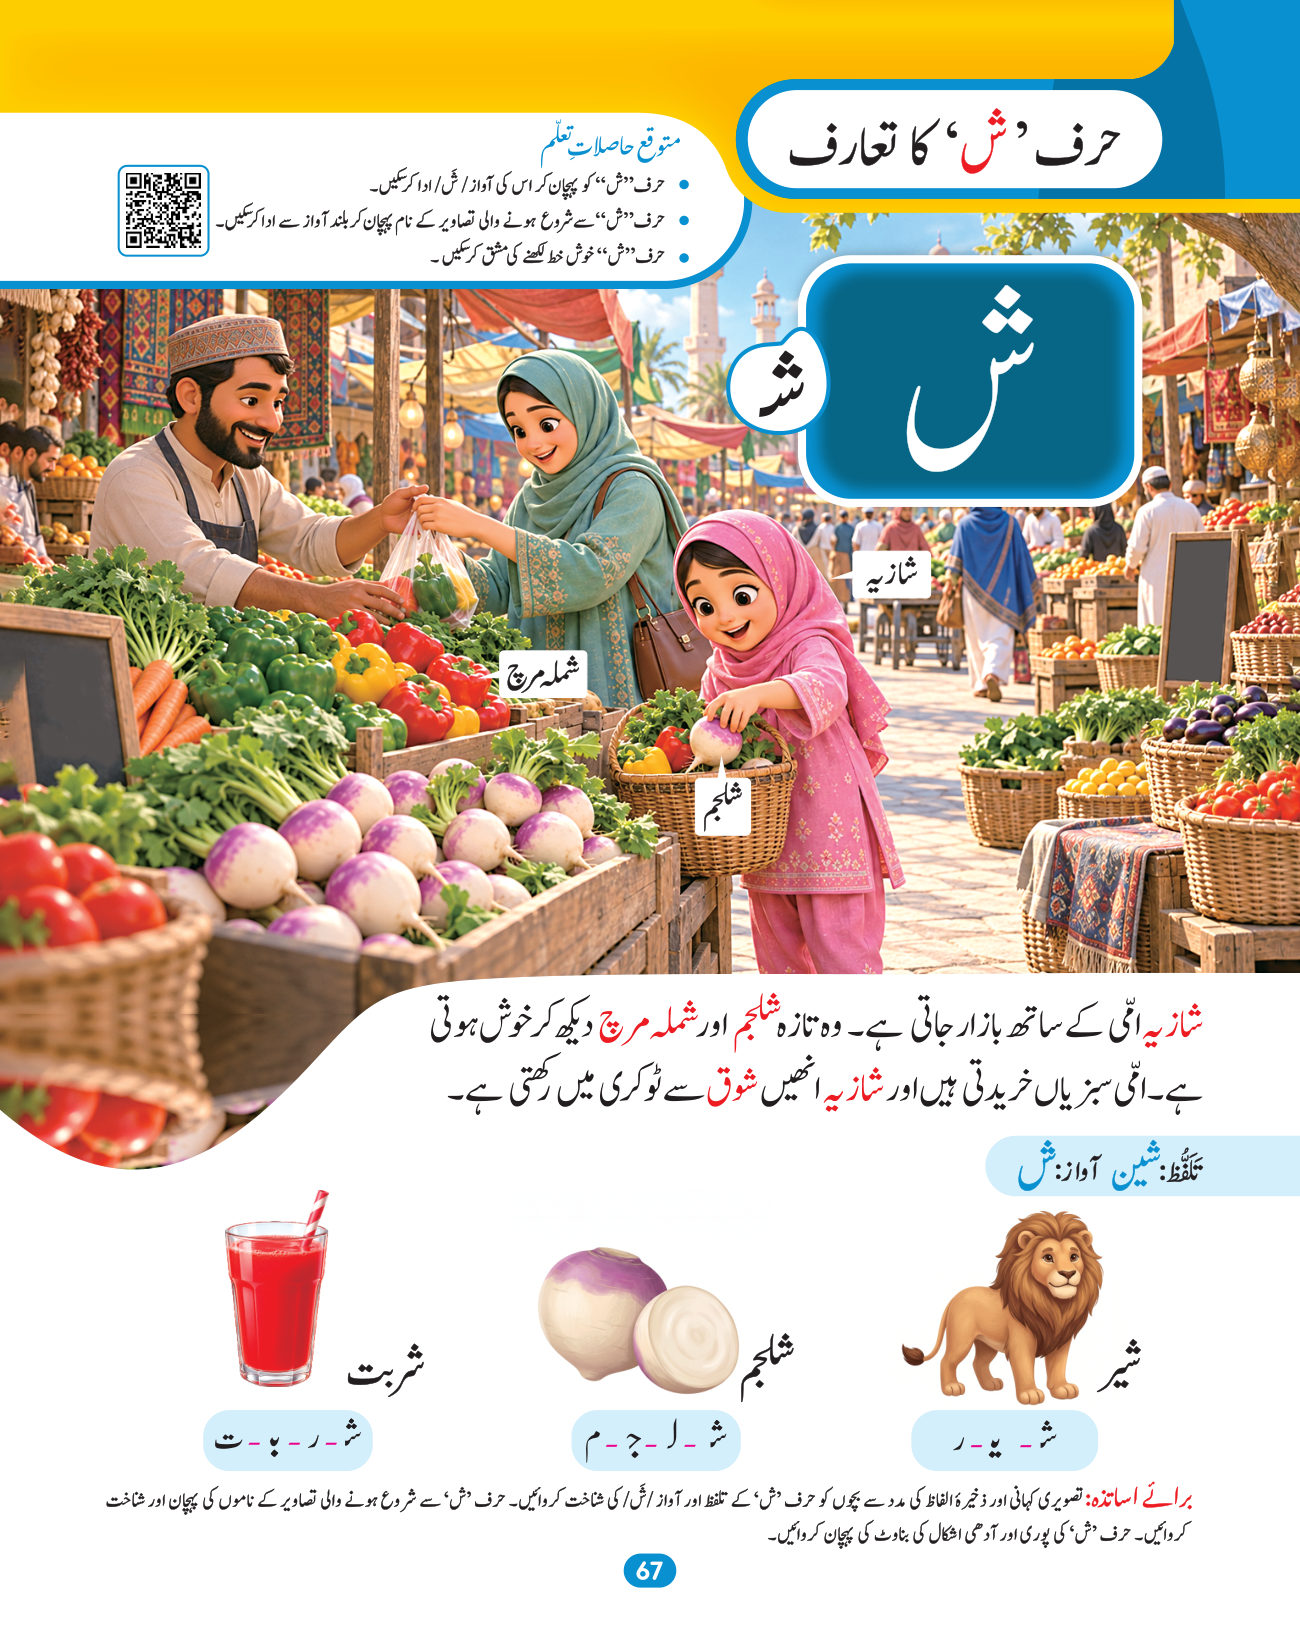 حرف ’ش‘ کا تعارف
متوقع حاصلاتِ تعلّم
• حرف ”ش“ کو پہچان کر اس کی آواز /شَ/ ادا کر سکیں۔
• حرف ”ش“ سے شروع ہونے والی تصاویر کے نام پہچان کر بلند آواز سے ادا کر سکیں۔
• حرف ”ش“ خوش خط لکھنے کی مشق کر سکیں۔
ش
شـ
شازیہ
شملہ مرچ
شلجم
شازیہ امّی کے ساتھ بازار جاتی ہے۔ وہ تازہ شلجم اور شملہ مرچ دیکھ کر خوش ہوتی
ہے۔ امّی سبزیاں خریدتی ہیں اور شازیہ انھیں شوق سے ٹوکری میں رکھتی ہے۔
تَلَفُّظ: شین آواز: ش
شیر
شلجم
شربت
شـ - یـ - ر
شـ - لـ - جـ - م
شـ - ر - بـ - ت
برائے اساتذہ: تصویری کہانی اور ذخیرۂ الفاظ کی مدد سے بچوں کو حرف ’ش‘ کے تلفظ اور آواز /شَ/ کی شناخت کروائیں۔ حرف ’ش‘ سے شروع ہونے والی تصاویر کے ناموں کی پہچان اور شناخت
کروائیں۔ حرف ’ش‘ کی پوری اور آدھی اشکال کی بناوٹ کی پہچان کروائیں۔
67